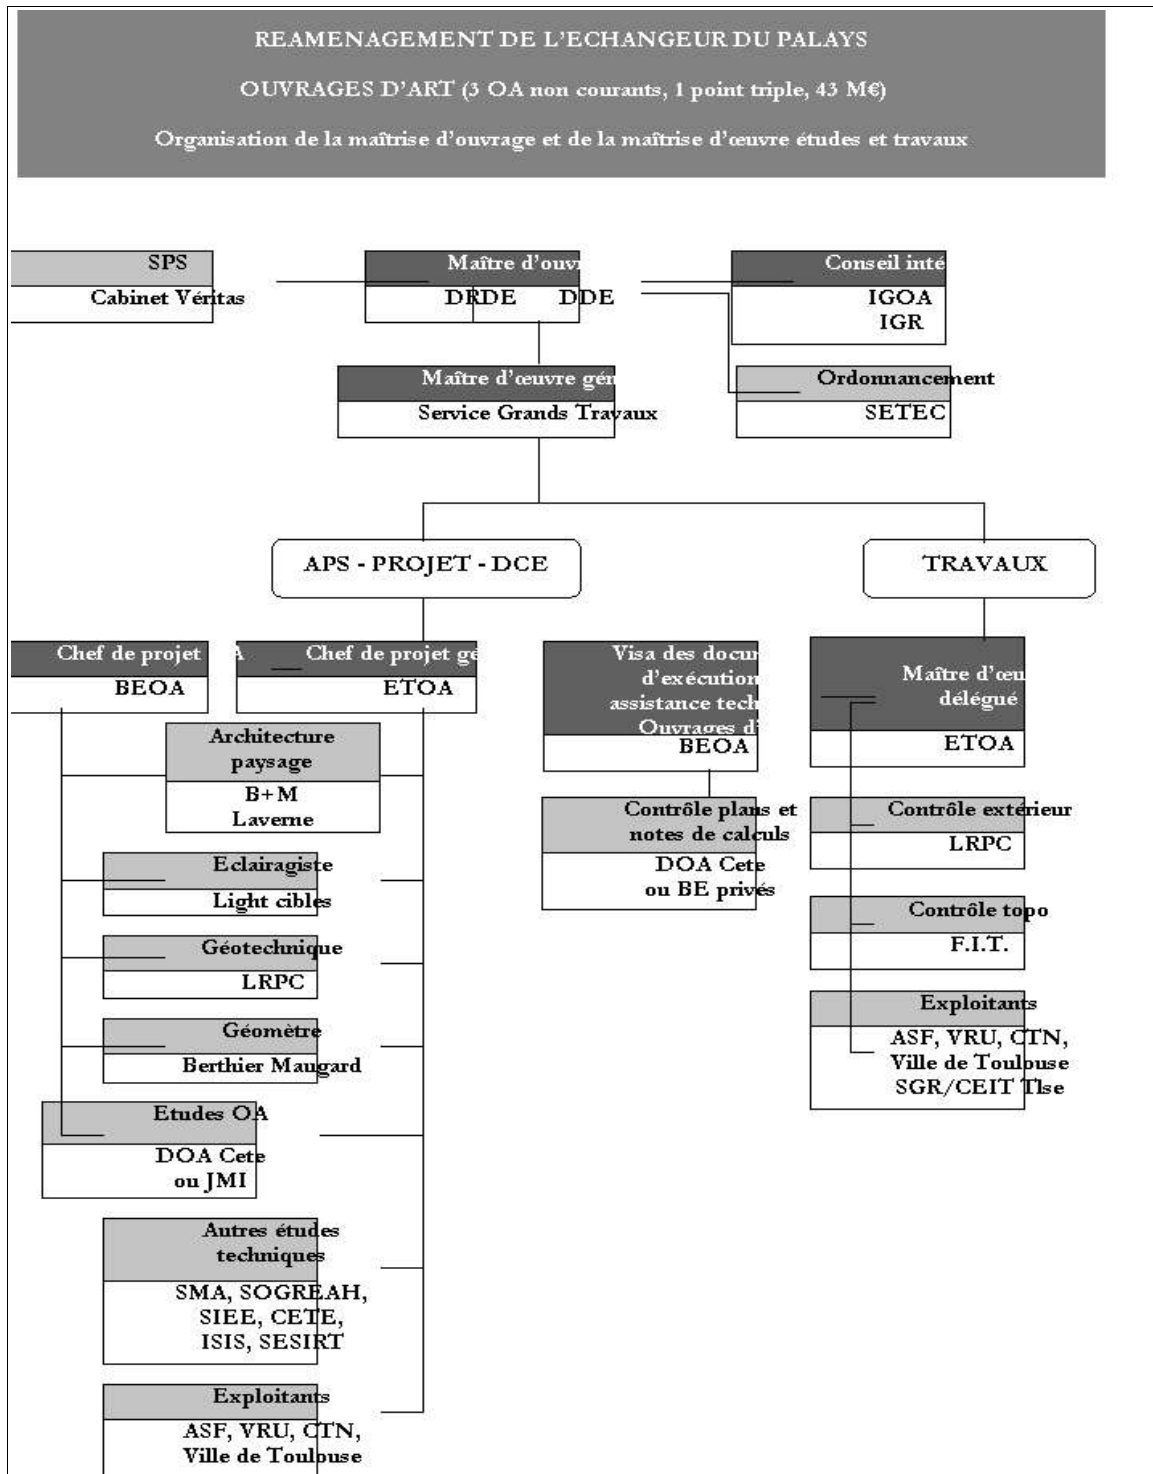 REAMENAGEMENT DE L'ECHANGEUR DU PALAYS
OUVRAGES D'ART (3 OA non courants, 1 point triple, 43 M€)
Organisation de la maîtrise d'ouvrage et de la maîtrise d'œuvre études et travaux
SPS
Cabinet Véritas
Maître d'ouvr
DRDE DDE
Conseil inté
IGOA
IGR
Maître d'œuvre gén
Service Grands Travaux
Ordonnancement
SETEC
APS - PROJET - DCE
TRAVAUX
Chef de projet A
BEOA
Chef de projet gé
ETOA
Visa des docu
d'exécution
assistance tech
Ouvrages d'
BEOA
Maître d'œu
délégué
ETOA
Architecture
paysage
B+M
Laverne
Contrôle plans et
notes de calculs
DOA Cete
ou BE privés
Contrôle extérieur
LRPC
Eclairagiste
Light cibles
Contrôle topo
F.I.T.
Géotechnique
LRPC
Géomètre
Berthier Maugard
Exploitants
ASF, VRU, CTN,
Ville de Toulouse
SGR/CEIT Tlse
Etudes OA
DOA Cete
ou JMI
Autres études
techniques
SMA, SOGREAH,
SIEE, CETE,
ISIS, SESIRT
Exploitants
ASF, VRU, CTN,
Ville de Toulouse